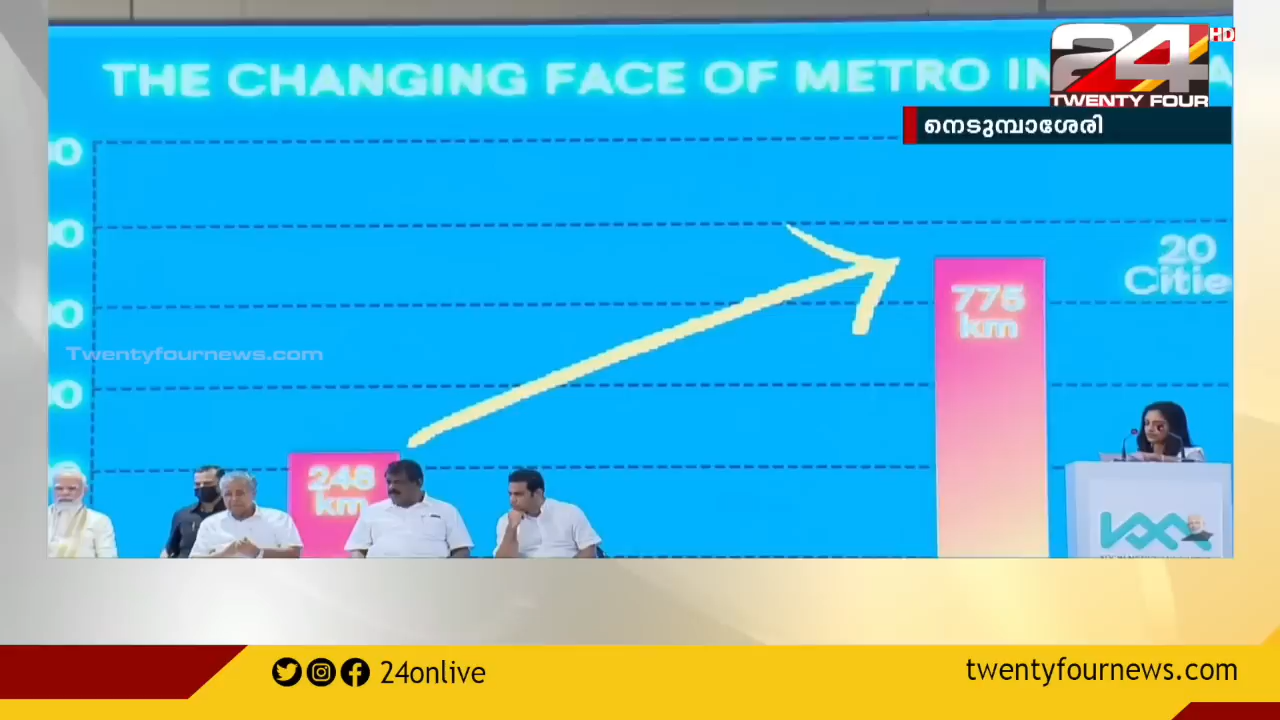 24
HD
TWENTY FOUR
THE CHANGING FACE OF METRO IN
നെടുമ്പാശേരി
20
Citie
775
km
Twentyfournews.com
248
km
24onlive
twentyfournews.com